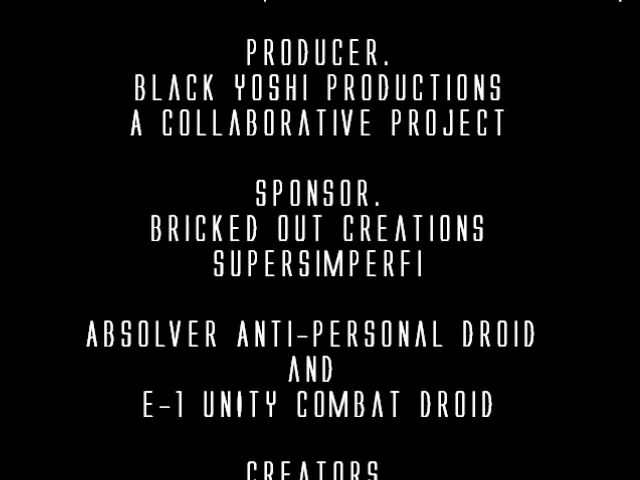 PRODUCER.
BLACK YOSHI PRODUCTIONS
A COLLABORATIVE PROJECT
SPONSOR.
BRICKED OUT CREATIONS
SUPERSIMPERFI
ABSOLVER ANTI-PERSONAL DROID
AND
E-1 UNITY COMBAT DROID
CREATORS